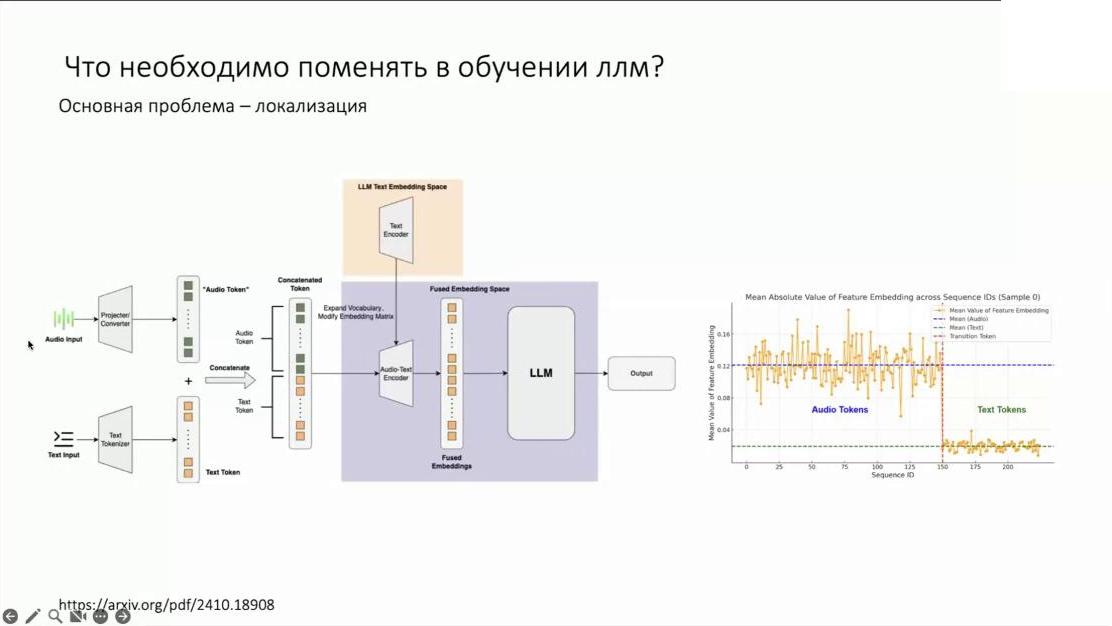 Что необходимо поменять в обучении ллм?
Основная проблема – локализация
LLM Text Embedding Space
Text
Encoder
Audio Input
Projector/
Converter
"Audio Token"
Concatenated
Token
Audio
Token
Concatenate
+
Text
Token
Text Input
Text
Tokenizer
Text Token
Expand Vocabulary,
Modify Embedding Matrix
Fused Embedding Space
Audio-Text
Encoder
Fused
Embeddings
LLM
Output
Mean Absolute Value of Feature Embedding across Sequence IDs (Sample 0)
Mean Value of Feature Embedding
Mean (Audio)
Mean (Text)
Transition Token
Mean Value of Feature Embedding
0.16
0.12
0.08
0.04
Audio Tokens
Text Tokens
0 25 50 75 100 125 150 175 200
Sequence ID
https://arxiv.org/pdf/2410.18908